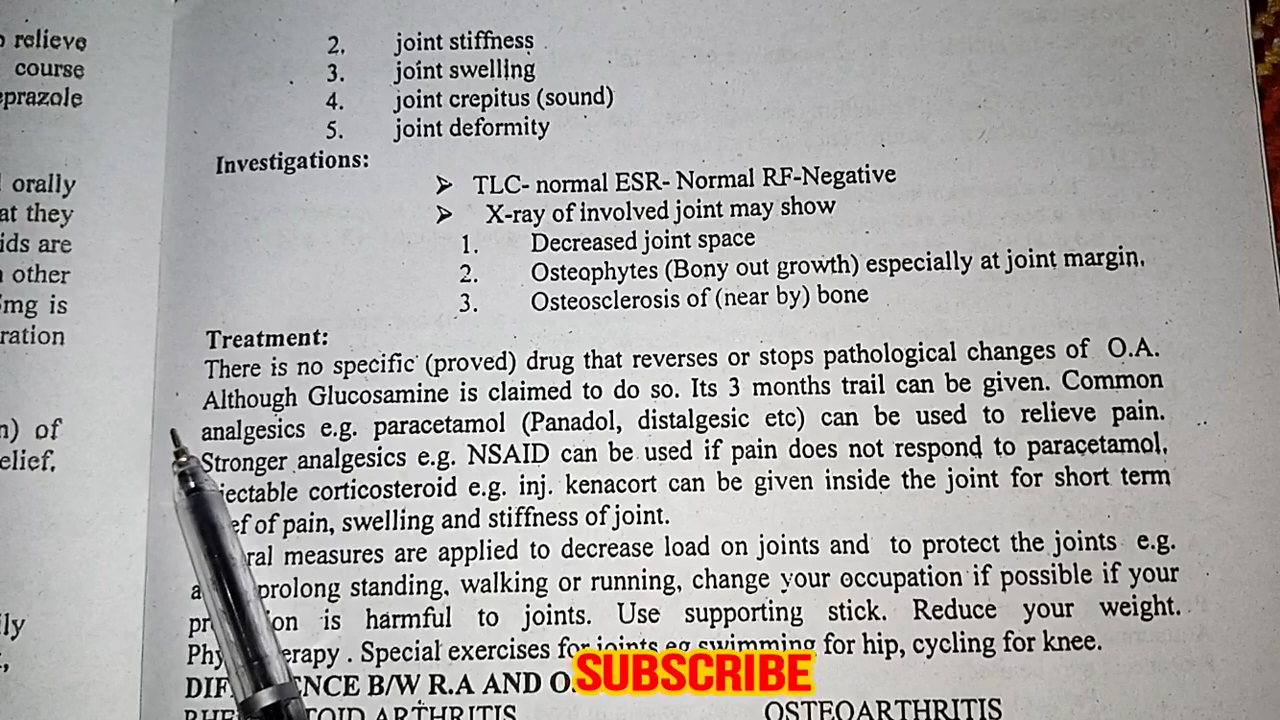 relieve
course
orally
at they
are
other
mg is
of
2. joint stiffness
3. joint swelling
4. joint crepitus (sound)
5. joint deformity
Investigations:
➢ TLC- normal ESR- Normal RF-Negative
➢ X-ray of involved joint may show
1. Decreased joint space
2. Osteophytes (Bony out growth) especially at joint margin.
3. Osteosclerosis of (near by) bone
Treatment:
There is no specific (proved) drug that reverses or stops pathological changes of O.A.
Although Glucosamine is claimed to do so. Its 3 months trail can be given. Common
analgesics e.g. paracetamol (Panadol, distalgesic etc) can be used to relieve pain.
Stronger analgesics e.g. NSAID can be used if pain does not respond to paracetamol,
jectable corticosteroid e.g. inj. kenacort can be given inside the joint for short term
ef of pain, swelling and stiffness of joint.
ral measures are applied to decrease load on joints and to protect the joints e.g.
prolong standing, walking or running, change your occupation if possible if your
on is harmful to joints. Use supporting stick. Reduce your weight.
erapy. Special exercises for joints eg swimming for hip, cycling for knee.
B/W R.A AND
SUBSCRIBE
ARTHRITIS OSTEOARTHRITIS